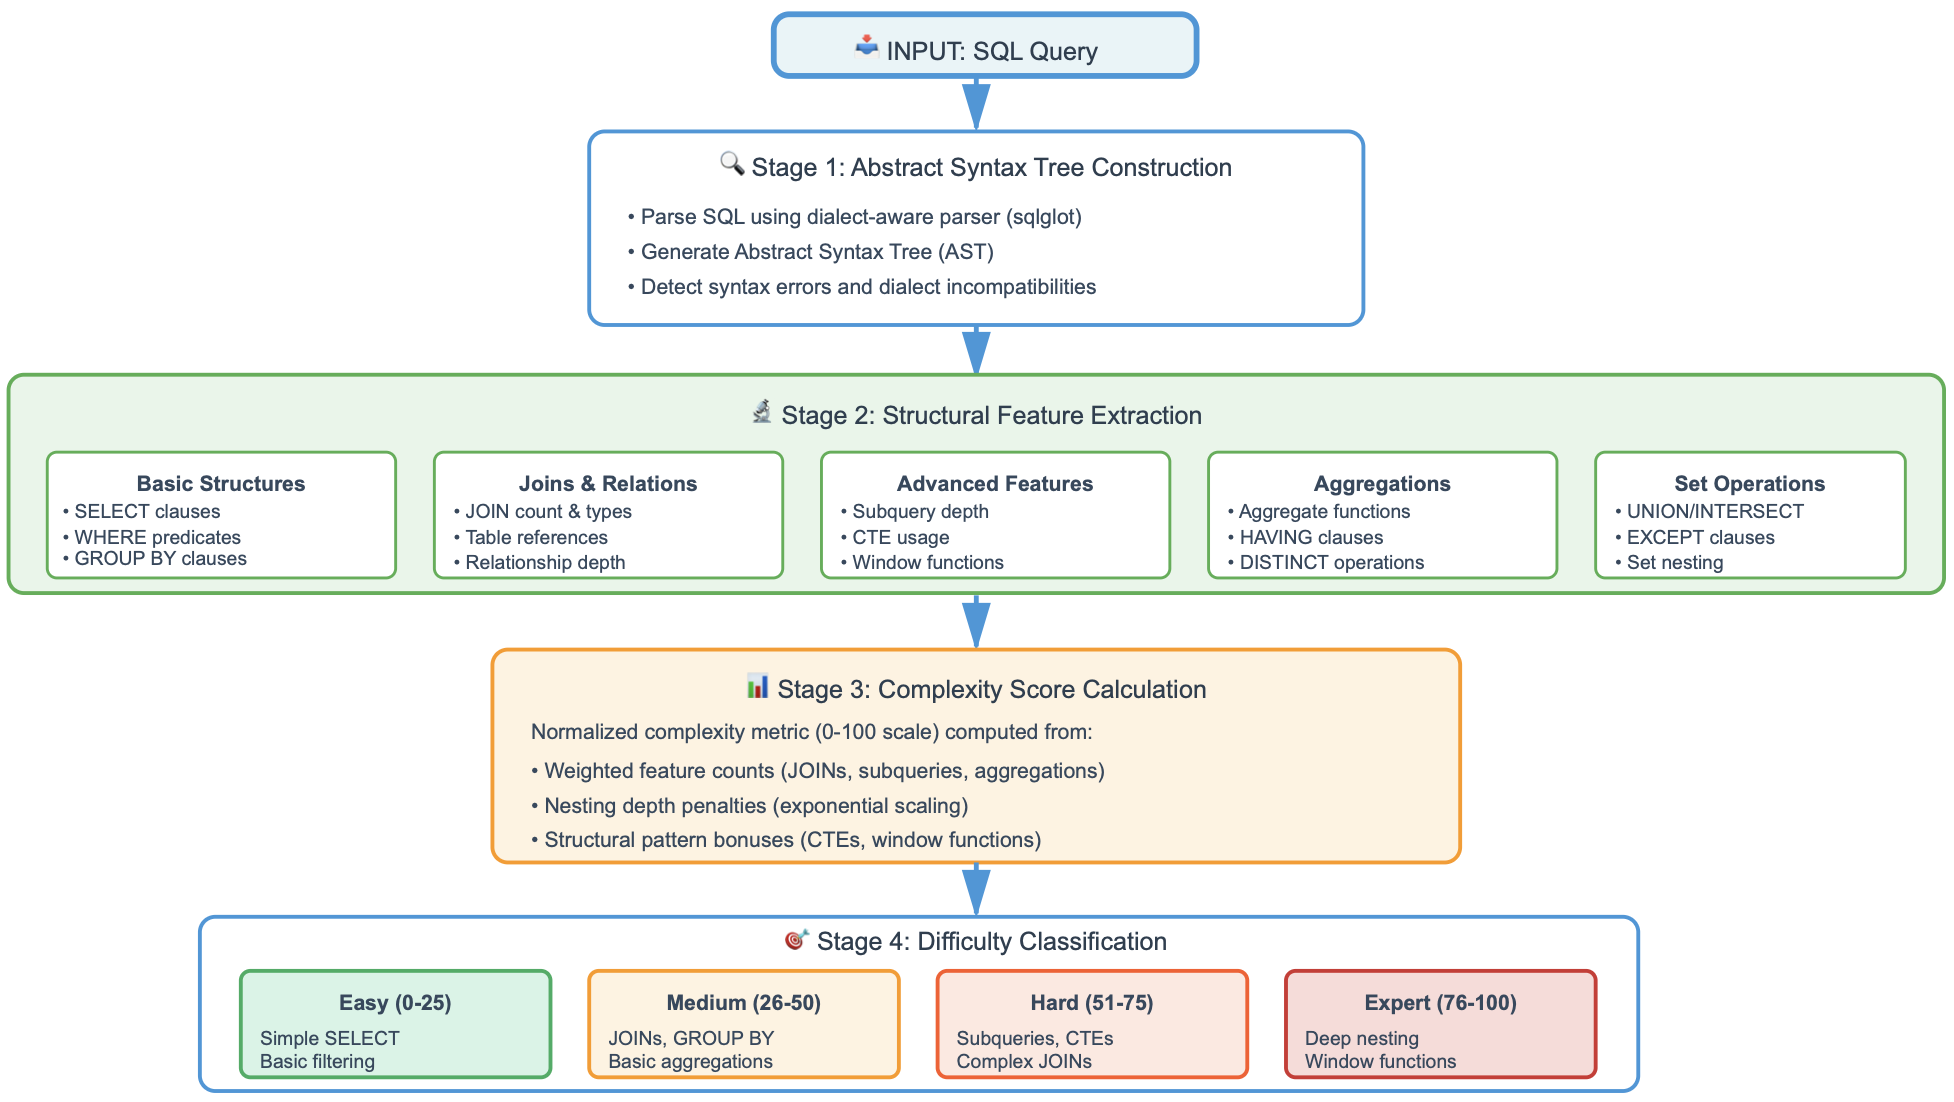 INPUT: SQL Query
Stage 1: Abstract Syntax Tree Construction
• Parse SQL using dialect-aware parser (sqlglot)
• Generate Abstract Syntax Tree (AST)
• Detect syntax errors and dialect incompatibilities
Stage 2: Structural Feature Extraction
Basic Structures
• SELECT clauses
• WHERE predicates
• GROUP BY clauses
Joins & Relations
• JOIN count & types
• Table references
• Relationship depth
Advanced Features
• Subquery depth
• CTE usage
• Window functions
Aggregations
• Aggregate functions
• HAVING clauses
• DISTINCT operations
Set Operations
• UNION/INTERSECT
• EXCEPT clauses
• Set nesting
Stage 3: Complexity Score Calculation
Normalized complexity metric (0-100 scale) computed from:
• Weighted feature counts (JOINs, subqueries, aggregations)
• Nesting depth penalties (exponential scaling)
• Structural pattern bonuses (CTEs, window functions)
Stage 4: Difficulty Classification
Easy (0-25)
Simple SELECT
Basic filtering
Medium (26-50)
JOINs, GROUP BY
Basic aggregations
Hard (51-75)
Subqueries, CTEs
Complex JOINs
Expert (76-100)
Deep nesting
Window functions